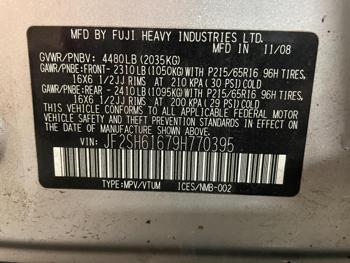 MFD BY FUJI HEAVY INDUSTRIES LTD.
MFD IN 11/08
GVWR/PNBV: 4480LB (2035KG)
GAWR/PNBE:FRONT- 2310LB (1050KG)WITH P215/65R16 96H TIRES,
16X6 1/2JJ RIMS AT 200 KPA ( 30 PSI) COLD
GAWR/PNBE:REAR - 2410LB (1095KG)WITH P215/65R16 96H TIRES,
16X6 1/2JJ RIMS AT 200 KPA ( 29 PSI) COLD
THIS VEHICLE CONFORMS TO ALL APPLICABLE FEDERAL MOTOR
VEHICLE SAFETY AND THEFT PREVENTION STANDARDS
IN EFFECT ON THE DATE OF MANUFACTURE SHOWN ABOVE.
VIN: JF2SH61679H770395
TYPE:MPV/VTUM ICES/NMB-002